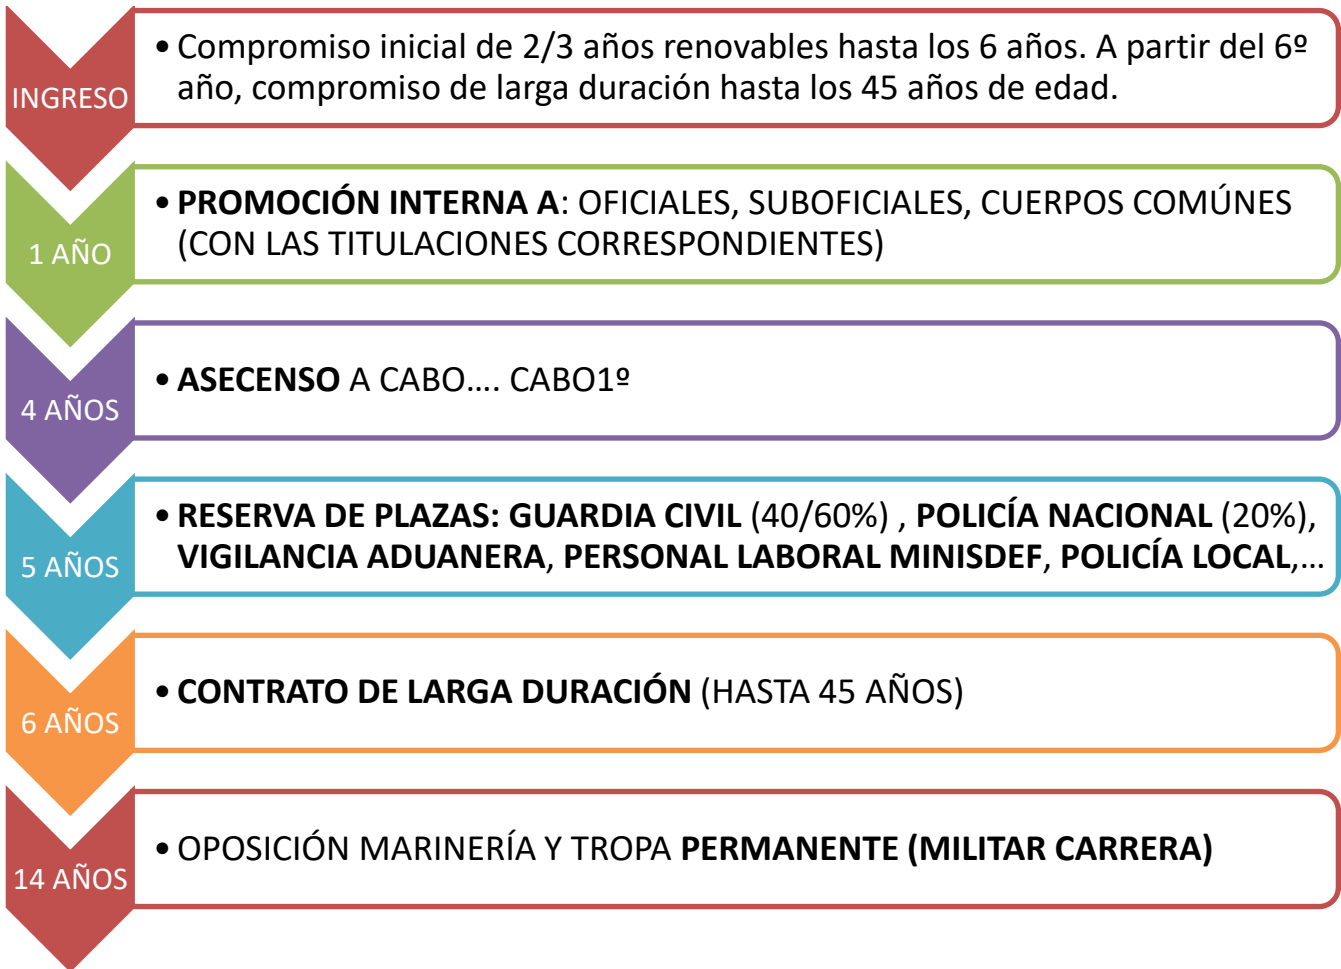 INGRESO
• Compromiso inicial de 2/3 años renovables hasta los 6 años. A partir del 6º
año, compromiso de larga duración hasta los 45 años de edad.
1 AÑO
• PROMOCIÓN INTERNA A: OFICIALES, SUBOFICIALES, CUERPOS COMÚNES
(CON LAS TITULACIONES CORRESPONDIENTES)
4 AÑOS
• ASECENSO A CABO.... CABO1º
5 AÑOS
• RESERVA DE PLAZAS: GUARDIA CIVIL (40/60%) , POLICÍA NACIONAL (20%),
VIGILANCIA ADUANERA, PERSONAL LABORAL MINISDEF, POLICÍA LOCAL,...
6 AÑOS
• CONTRATO DE LARGA DURACIÓN (HASTA 45 AÑOS)
14 AÑOS
• OPOSICIÓN MARINERÍA Y TROPA PERMANENTE (MILITAR CARRERA)